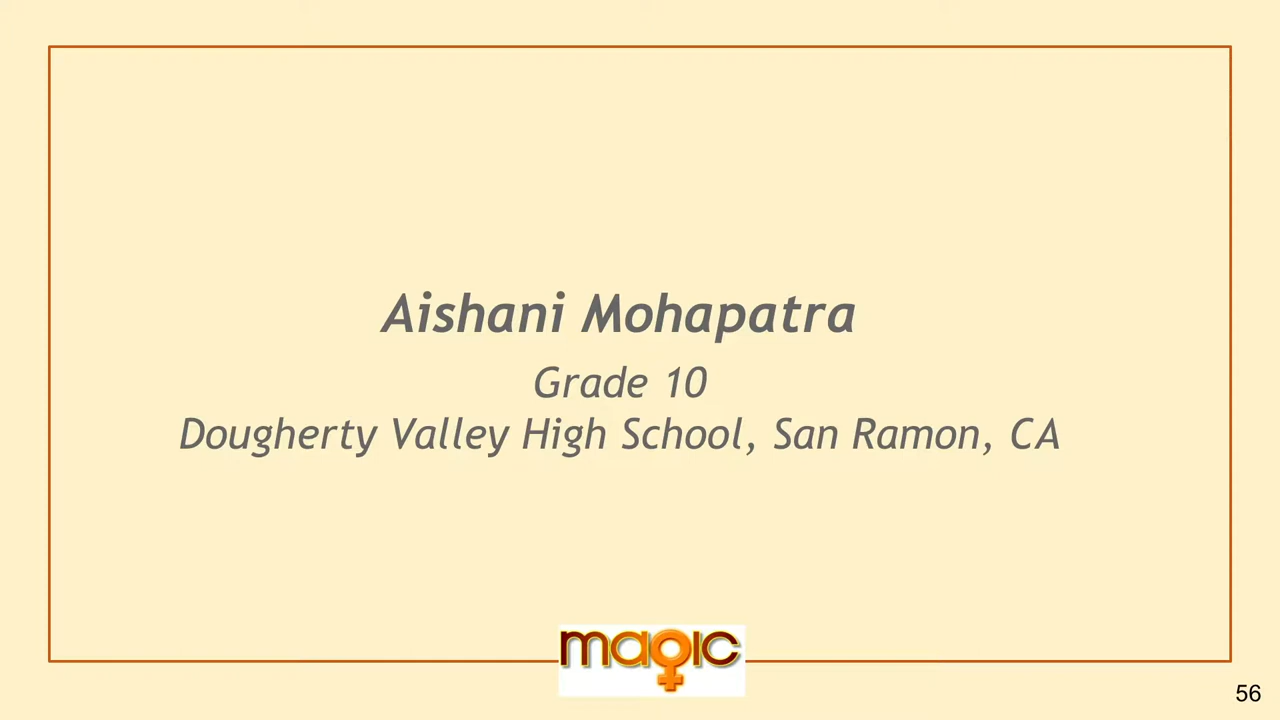 Aishani Mohapatra
Grade 10
Dougherty Valley High School, San Ramon, CA
magic
56